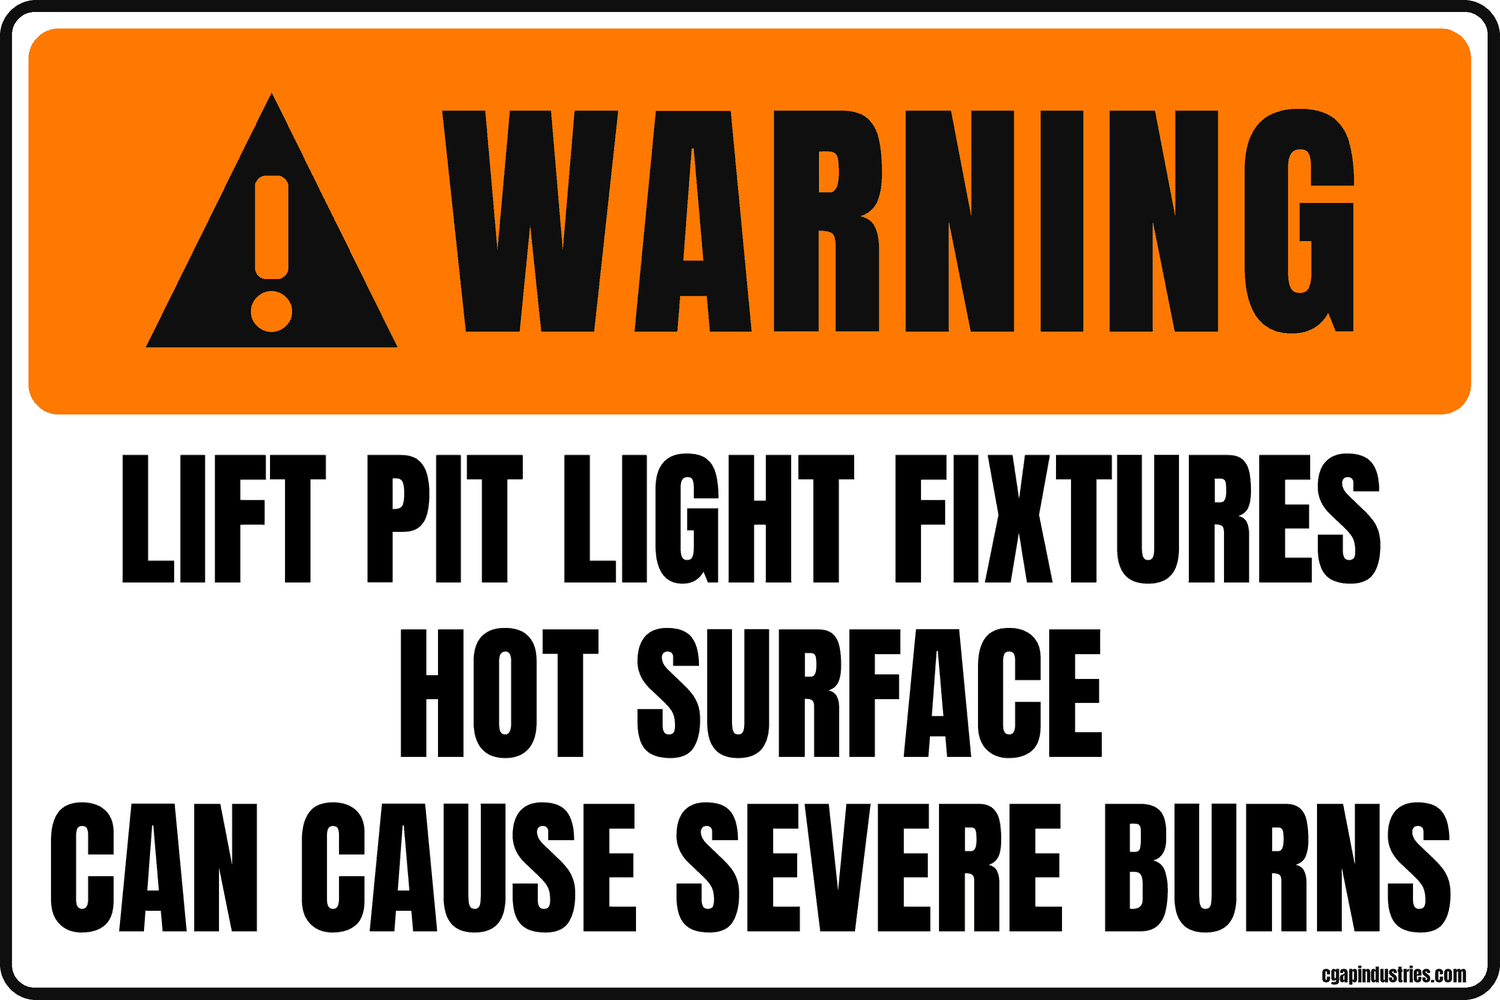 WARNING
LIFT PIT LIGHT FIXTURES
HOT SURFACE
CAN CAUSE SEVERE BURNS
cgapindustries.com